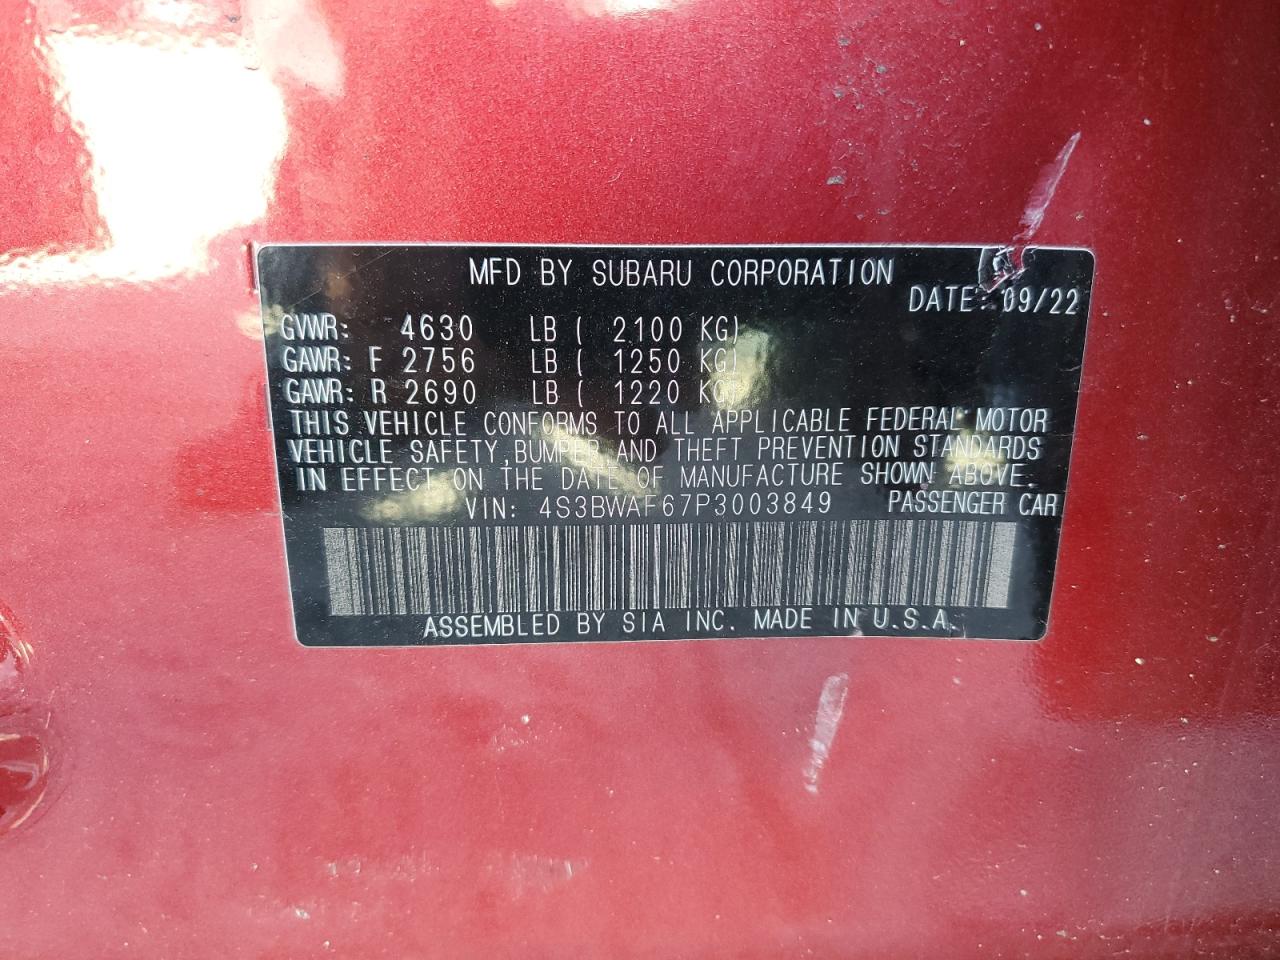 MFD BY SUBARU CORPORATION
DATE: 09/22
GVWR: 4630 LB ( 2100 KG)
GAWR: F 2756 LB ( 1250 KG)
GAWR: R 2690 LB ( 1220 KG)
THIS VEHICLE CONFORMS TO ALL APPLICABLE FEDERAL MOTOR
VEHICLE SAFETY,BUMPER AND THEFT PREVENTION STANDARDS
IN EFFECT ON THE DATE OF MANUFACTURE SHOWN ABOVE.
VIN: 4S3BWAF67P3003849 PASSENGER CAR
ASSEMBLED BY SIA INC. MADE IN U.S.A.